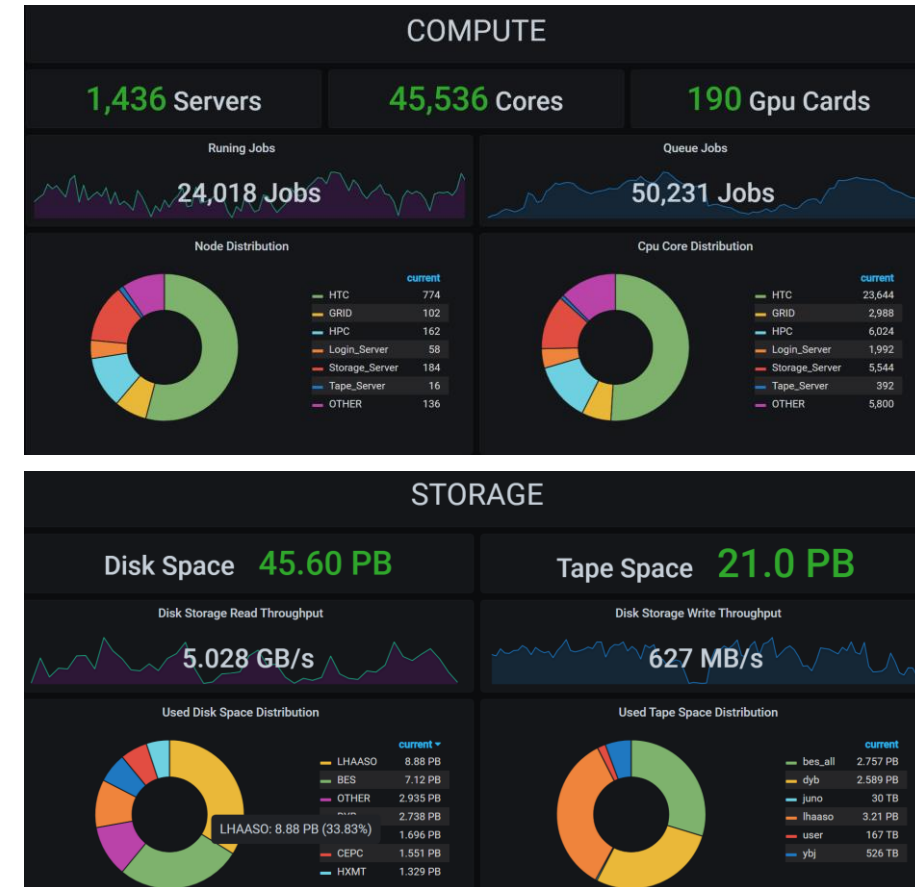 COMPUTE
1,436 Servers
45,536 Cores
190 Gpu Cards
Runing Jobs
24,018 Jobs
Queue Jobs
50,231 Jobs
Node Distribution
current
HTC 774
GRID 102
HPC 162
Login_Server 58
Storage_Server 184
Tape_Server 16
OTHER 136
Cpu Core Distribution
current
HTC 23,644
GRID 2,988
HPC 6,024
Login_Server 1,992
Storage_Server 5,544
Tape_Server 392
OTHER 5,800
STORAGE
Disk Space 45.60 PB
Tape Space 21.0 PB
Disk Storage Read Throughput
5.028 GB/s
Disk Storage Write Throughput
627 MB/s
Used Disk Space Distribution
current
LHAASO 8.88 PB
BES 7.12 PB
OTHER 2.935 PB
2.738 PB
LHAASO: 8.88 PB (33.83%)
1.696 PB
CEPC 1.551 PB
HXMT 1.329 PB
Used Tape Space Distribution
current
bes_all 2.757 PB
dyb 2.589 PB
juno 30 TB
lhaaso 3.21 PB
user 167 TB
ybj 526 TB